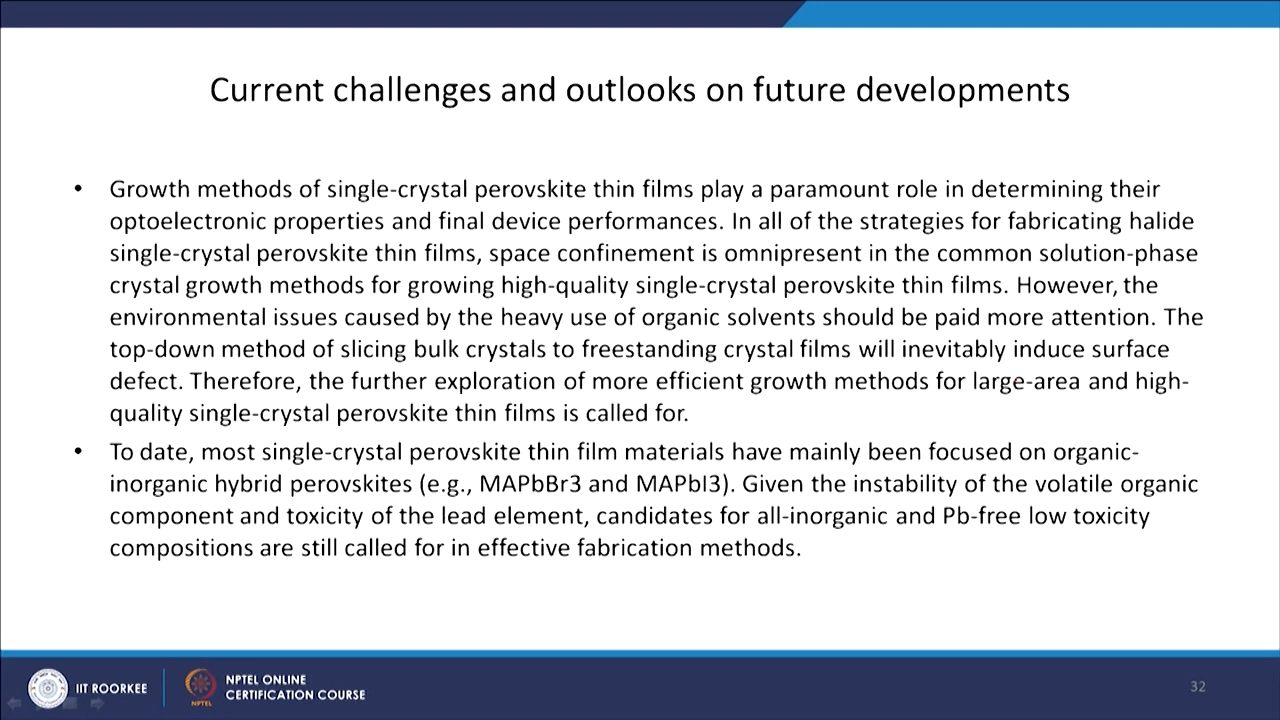 Current challenges and outlooks on future developments
• Growth methods of single-crystal perovskite thin films play a paramount role in determining their
optoelectronic properties and final device performances. In all of the strategies for fabricating halide
single-crystal perovskite thin films, space confinement is omnipresent in the common solution-phase
crystal growth methods for growing high-quality single-crystal perovskite thin films. However, the
environmental issues caused by the heavy use of organic solvents should be paid more attention. The
top-down method of slicing bulk crystals to freestanding crystal films will inevitably induce surface
defect. Therefore, the further exploration of more efficient growth methods for large-area and high-
quality single-crystal perovskite thin films is called for.
• To date, most single-crystal perovskite thin film materials have mainly been focused on organic-
inorganic hybrid perovskites (e.g., MAPbBr3 and MAPbI3). Given the instability of the volatile organic
component and toxicity of the lead element, candidates for all-inorganic and Pb-free low toxicity
compositions are still called for in effective fabrication methods.
IIT ROORKEE
NPTEL
NPTEL ONLINE
CERTIFICATION COURSE
32